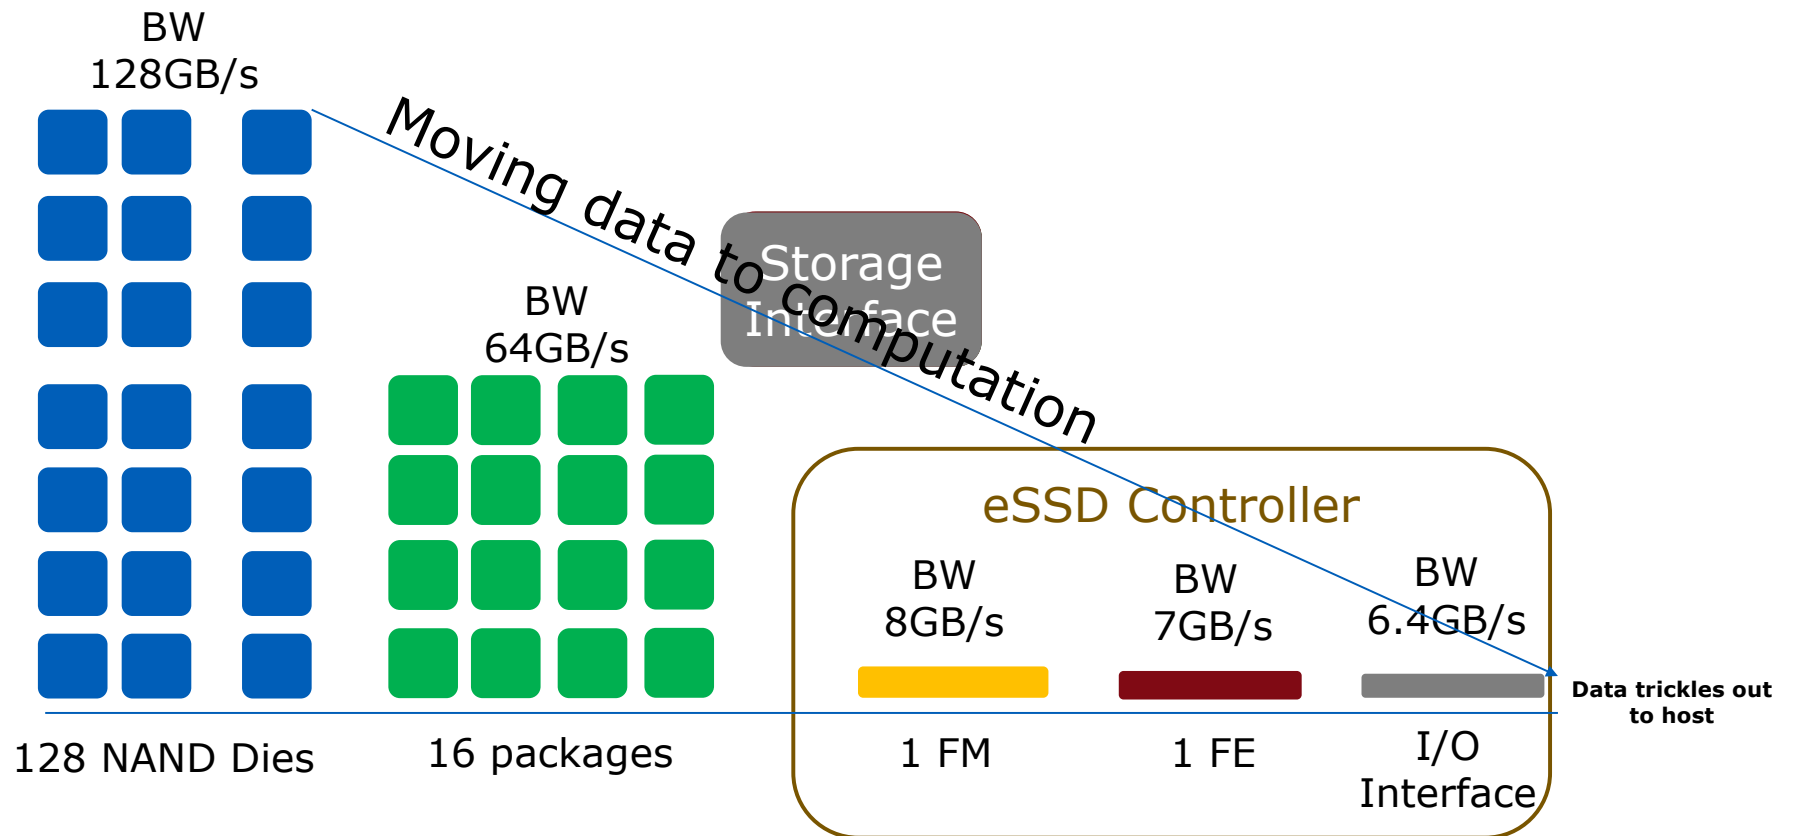 BW
128GB/s
Moving data to computation
Storage
Interface
BW
64GB/s
eSSD Controller
BW
8GB/s
BW
7GB/s
BW
6.4GB/s
Data trickles out
to host
128 NAND Dies
16 packages
1 FM
1 FE
I/O
Interface